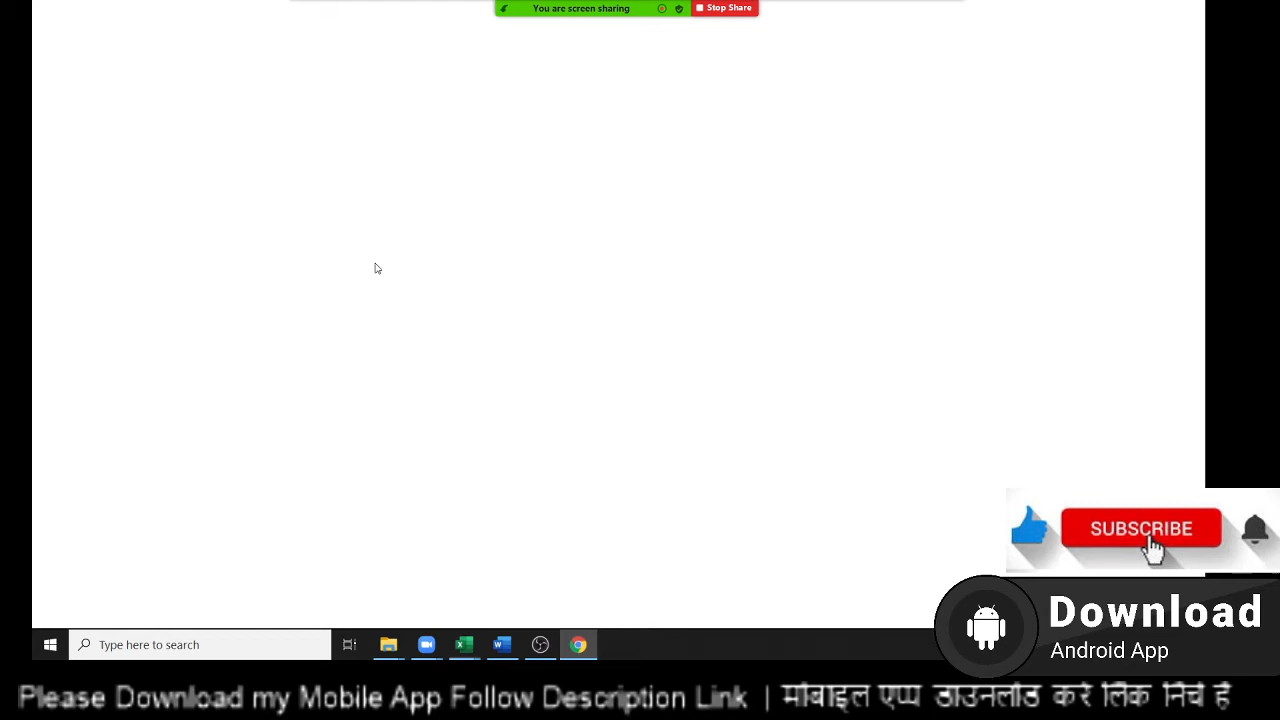 You are screen sharing
Stop Share
SUBSCRIBE
Download
Android App
Type here to search
Please Download my Mobile App Follow Description Link | मोबाइल एप्प डाउनलोड करे लिंक निचे है